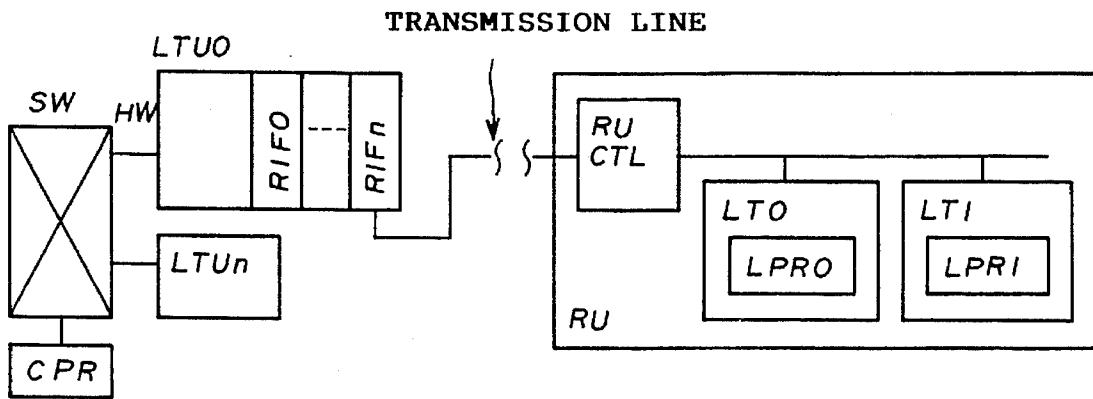 TRANSMISSION LINE
LTU0
SW
HW
RIF0
RIFn
RU
CTL
LT0
LPR0
LT1
LPR1
LTUn
RU
CPR